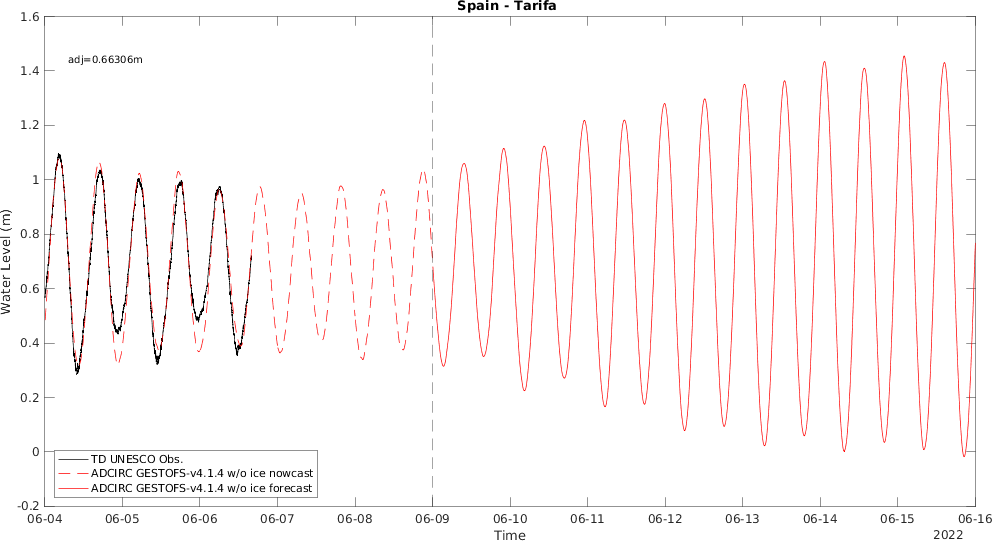 Spain - Tarifa
adj=0.66306m
Water Level (m)
1.6
1.4
1.2
1
0.8
0.6
0.4
0.2
0
-0.2
TD UNESCO Obs.
ADCIRC GESTOFS-v4.1.4 w/o ice nowcast
ADCIRC GESTOFS-v4.1.4 w/o ice forecast
06-04 06-05 06-06 06-07 06-08 06-09 06-10 06-11 06-12 06-13 06-14 06-15 06-16
Time
2022